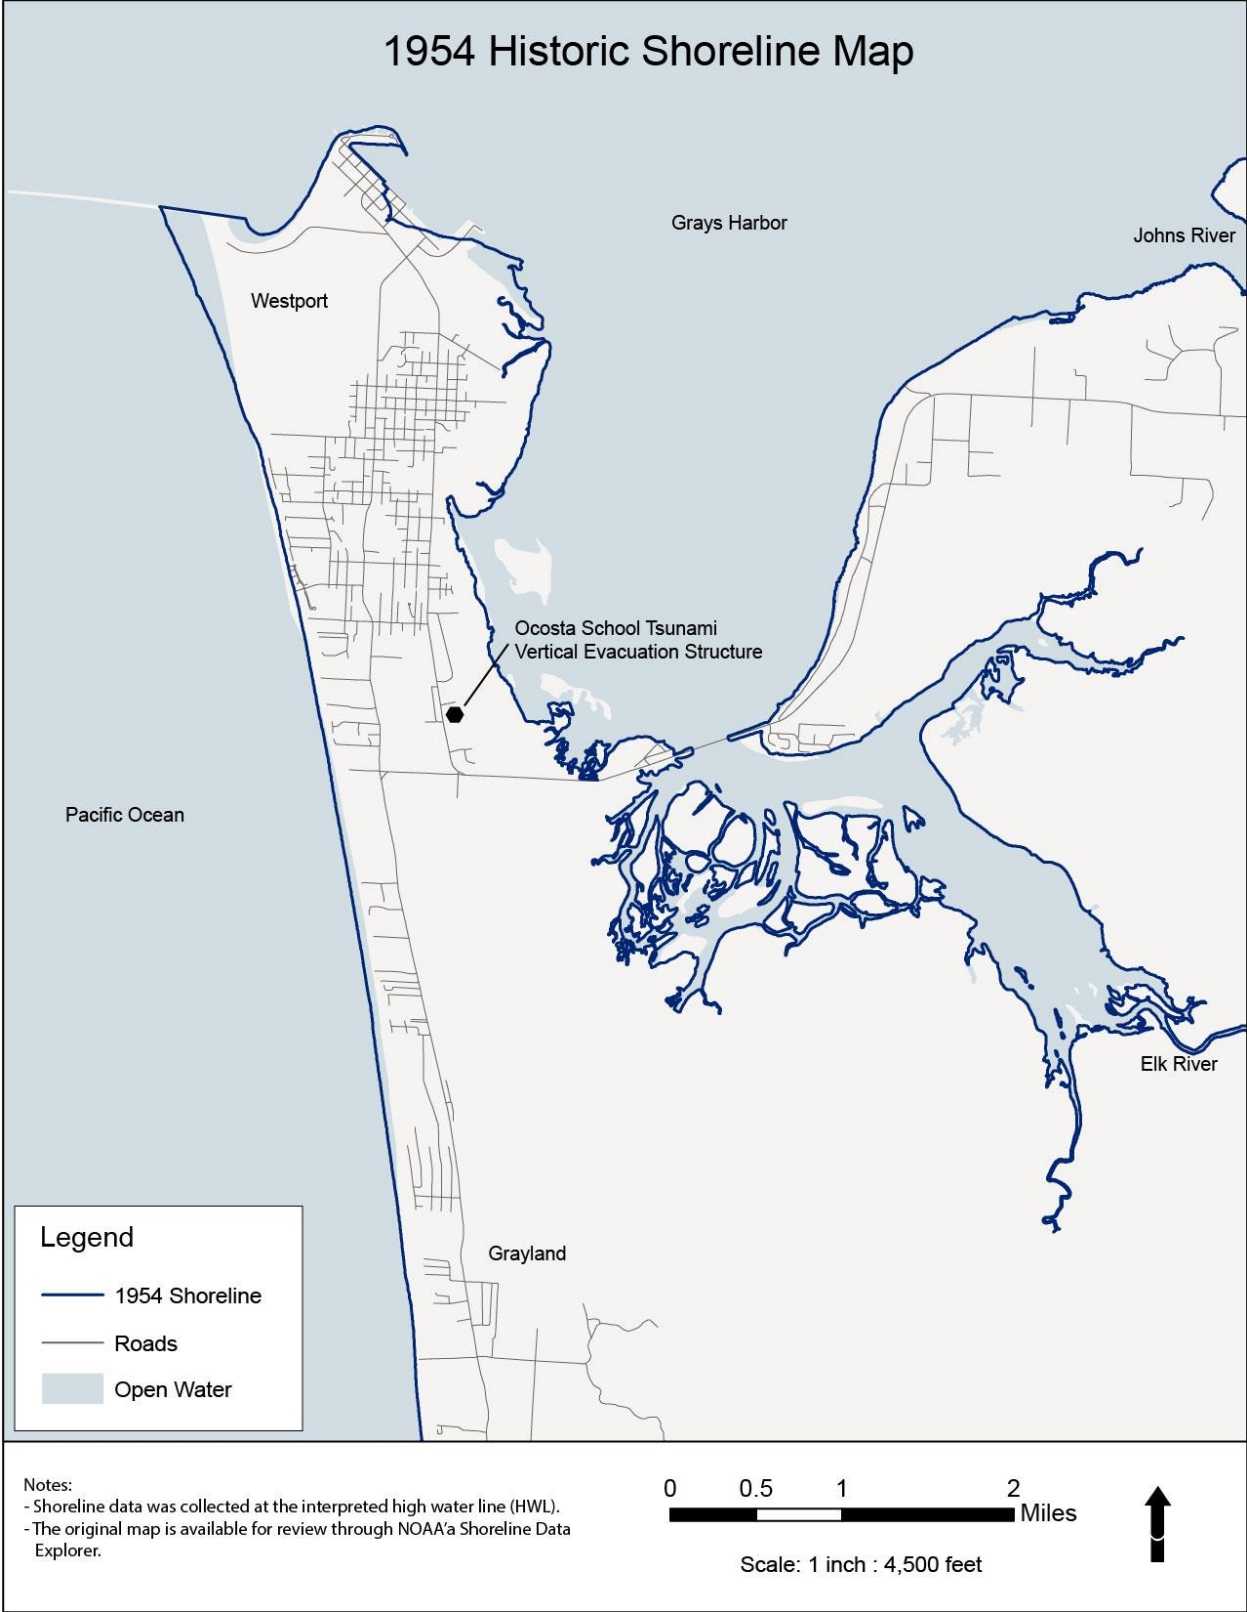 1954 Historic Shoreline Map
Grays Harbor
Johns River
Westport
Ocosta School Tsunami
Vertical Evacuation Structure
Pacific Ocean
Elk River
Grayland
Legend
1954 Shoreline
Roads
Open Water
Notes:
- Shoreline data was collected at the interpreted high water line (HWL).
- The original map is available for review through NOAA'a Shoreline Data
Explorer.
0 0.5 1 2
Miles
Scale: 1 inch : 4,500 feet